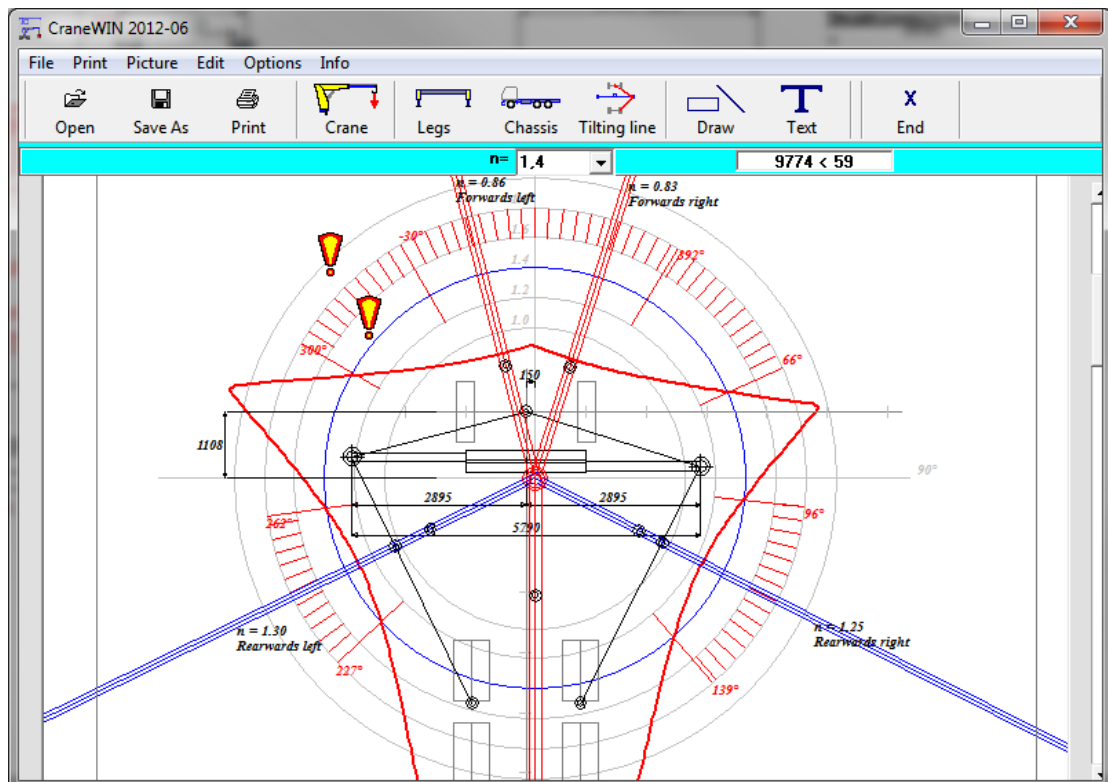 CraneWIN 2012-06
File Print Picture Edit Options Info
Open Save As Print Crane Legs Chassis Tilting line Draw Text End
X
n= 1,4 9774 < 59
n = 0.86
Forwards left
n = 0.83
Forwards right
-30°
1.6
392°
1.4
1.2
1.0
300°
66°
150
1108
90°
2895 2895
262°
96°
5790
n = 1.30
Rearwards left
n = 1.25
Rearwards right
227°
139°